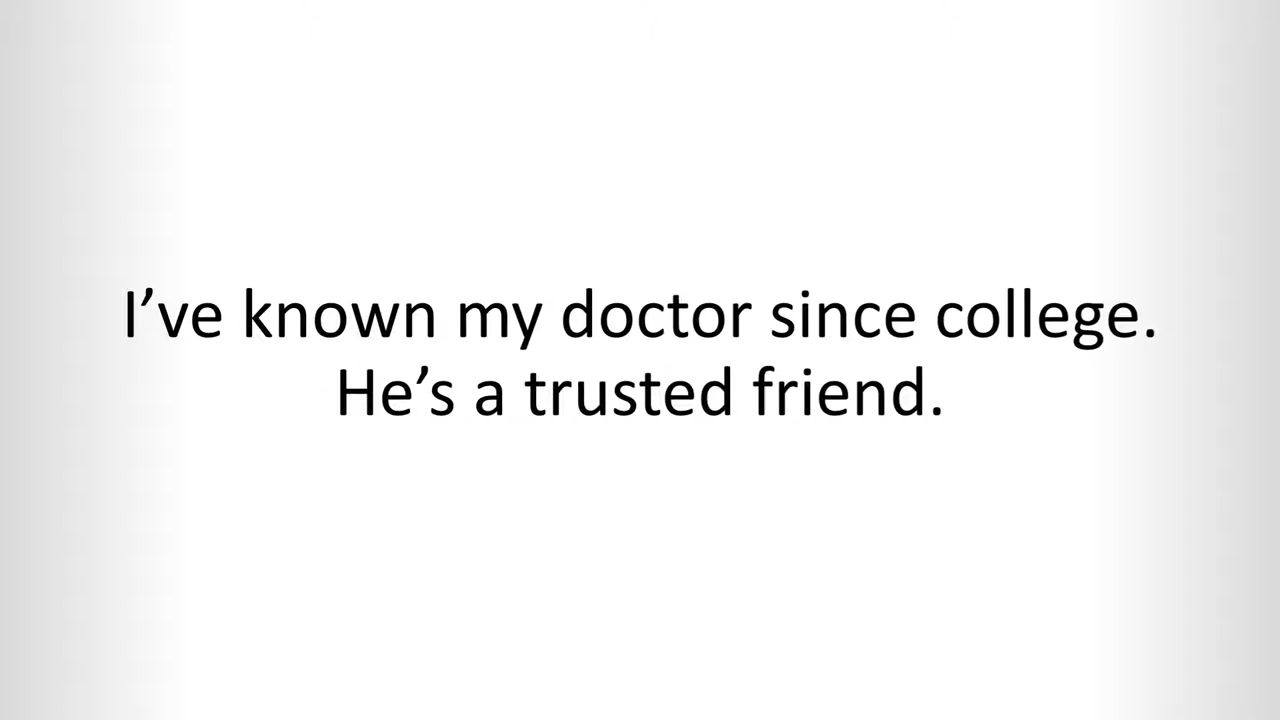 I’ve known my doctor since college.
He’s a trusted friend.